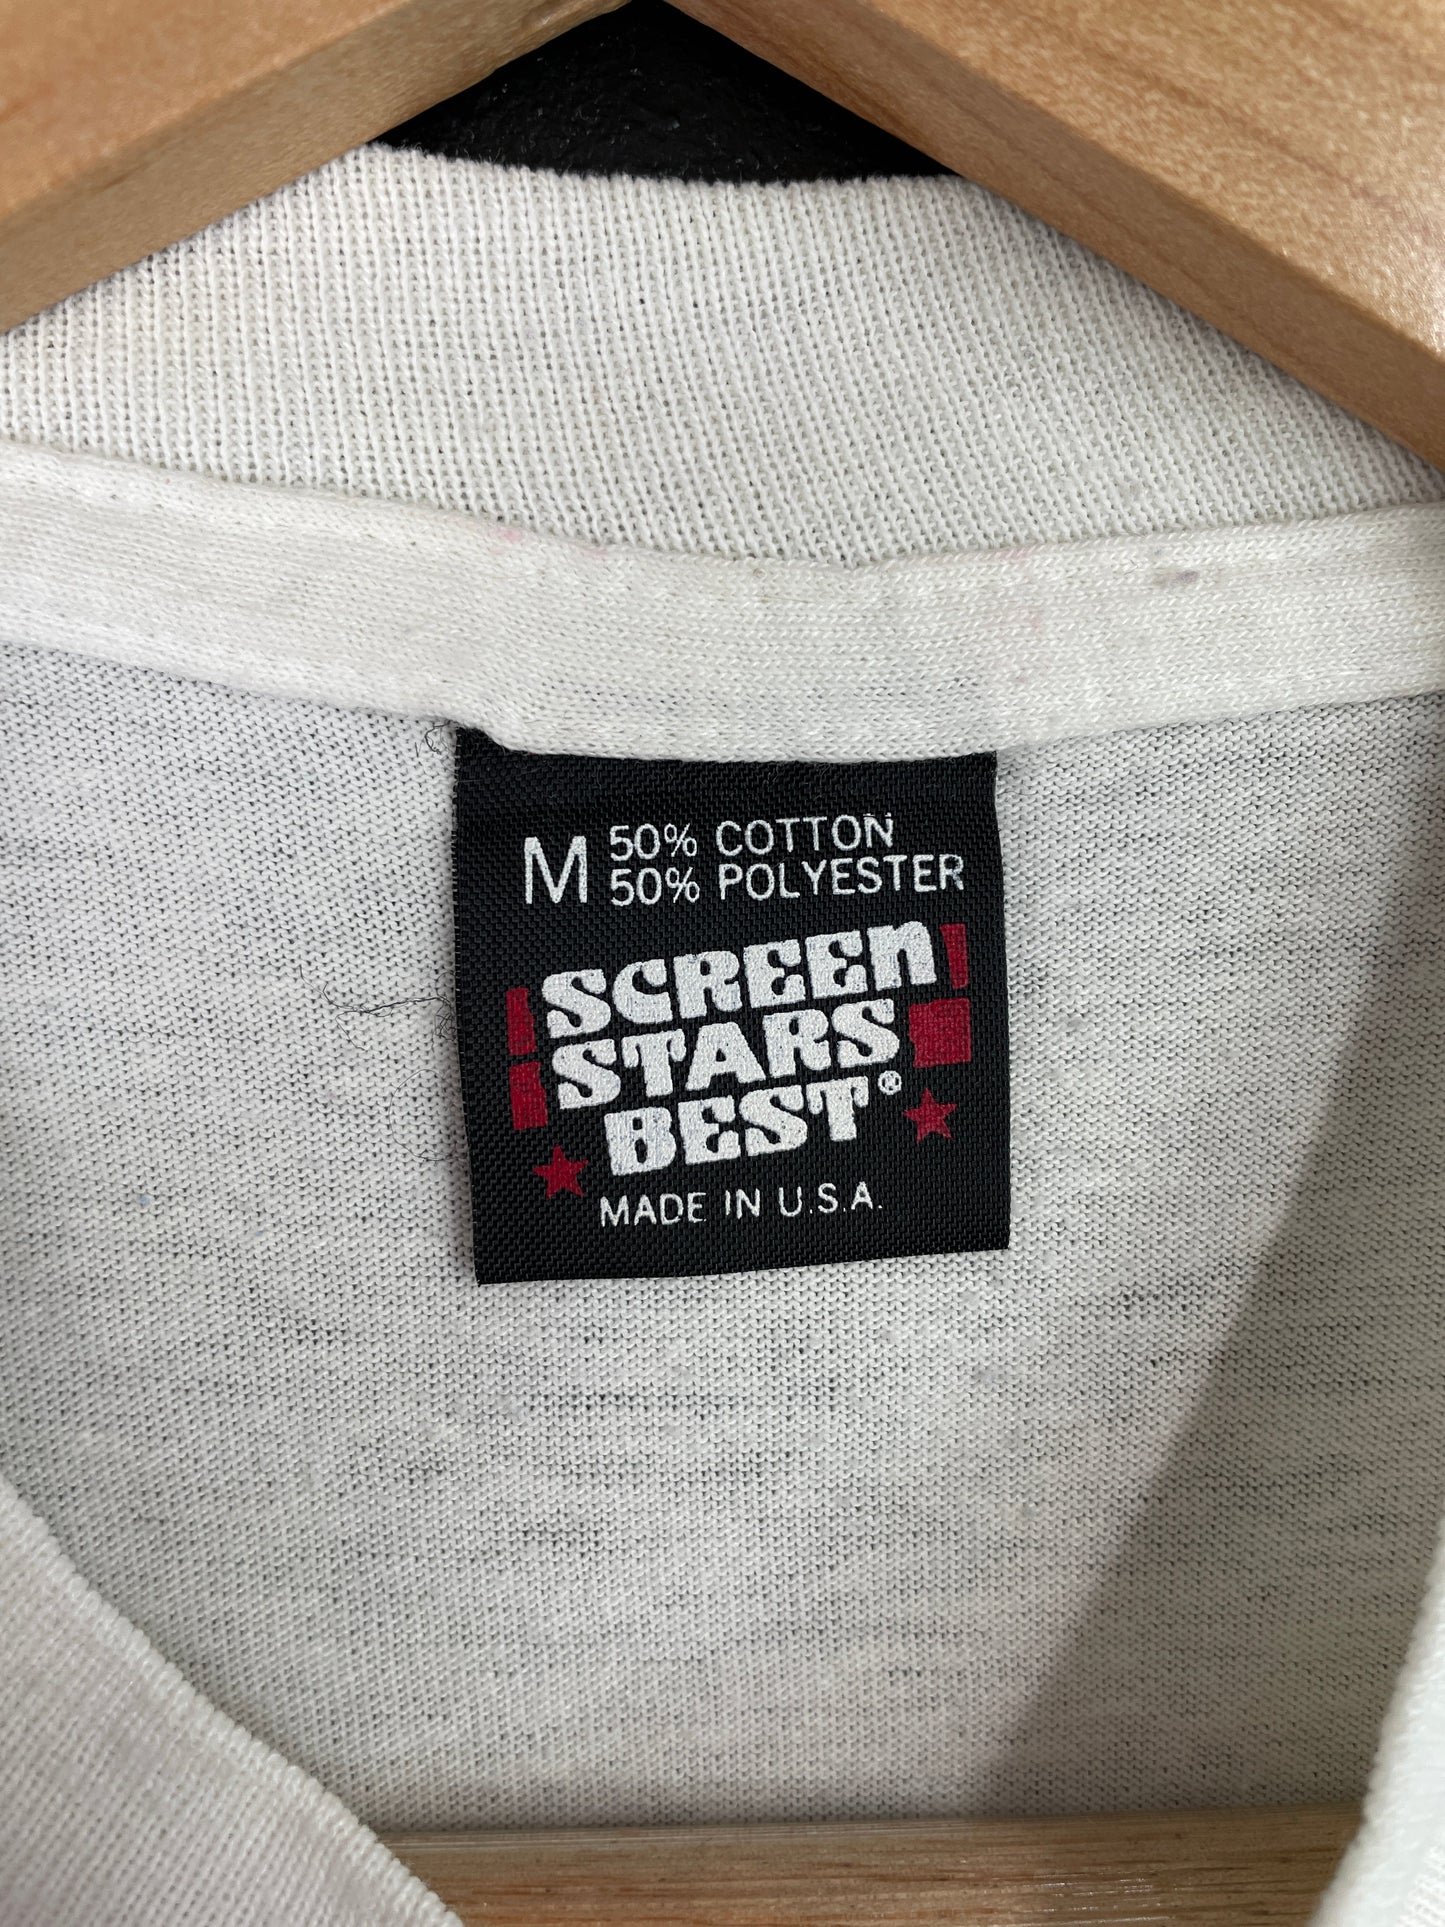 M 50% COTTON
50% POLYESTER
SCREEN
STARS
BEST®
MADE IN U.S.A.